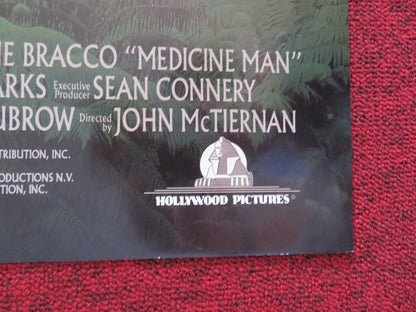 IE BRACCO "MEDICINE MAN"
ARKS Executive Producer SEAN CONNERY
UBROW Directed by JOHN McTIERNAN
TRIBUTION, INC.
ODUCTIONS N.V.
TION, INC.
HOLLYWOOD PICTURES